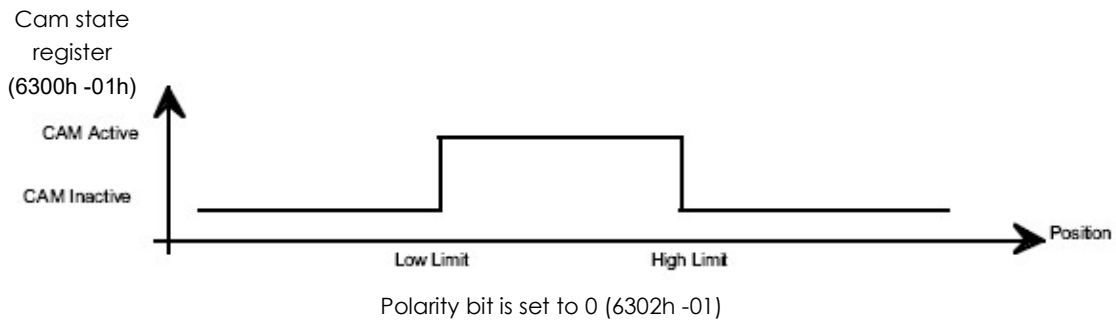 Cam state
register
(6300h -01h)
CAM Active
CAM Inactive
Position
Low Limit
High Limit
Polarity bit is set to 0 (6302h -01)